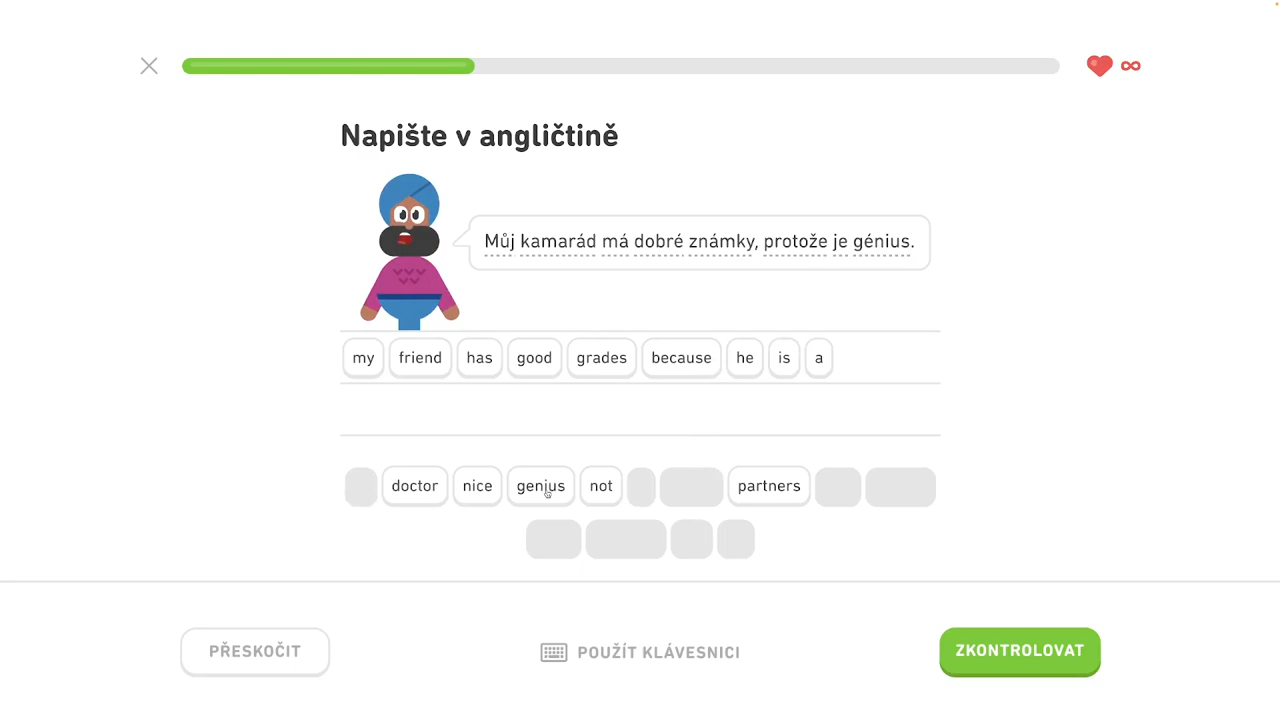 ∞
Napište v angličtině
Můj kamarád má dobré známky, protože je génius.
my friend has good grades because he is a
doctor nice genius not partners
PŘESKOČIT
POUŽÍT KLÁVESNICI
ZKONTROLOVAT